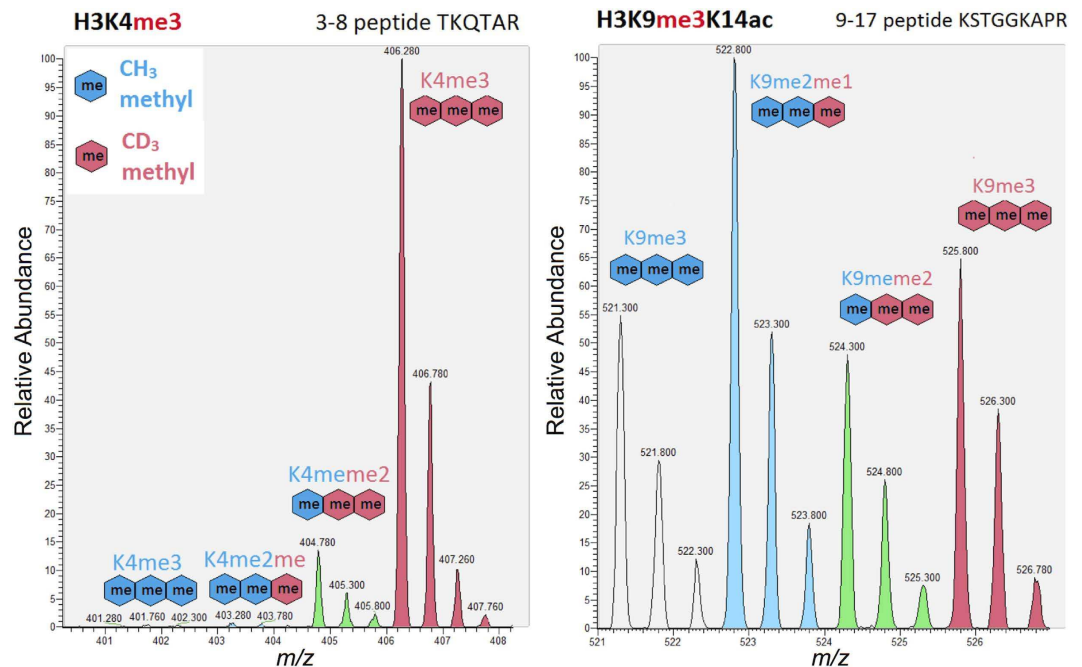 H3K4me3 3-8 peptide TKQTAR
Relative Abundance
100
95
90
85
80
75
70
65
60
55
50
45
40
35
30
25
20
15
10
5
0
me CH₃
methyl
me CD₃
methyl
406.280
K4me3
me me me
406.780
K4meme2
me me me
404.780
405.300
405.800
407.260
407.760
K4me3
me me me
K4me2me
me me me
401.280 401.760 402.300 403.280 403.780
401 402 403 404 405 406 407 408
m/z
H3K9me3K14ac 9-17 peptide KSTGGKAPR
Relative Abundance
100
95
90
85
80
75
70
65
60
55
50
45
40
35
30
25
20
15
10
5
0
522.800
K9me2me1
me me me
K9me3
me me me
525.800
K9me3
me me me
521.300
523.300
K9meme2
me me me
524.300
521.800
522.300
523.800
524.800
525.300
526.300
526.780
521 522 523 524 525 526
m/z